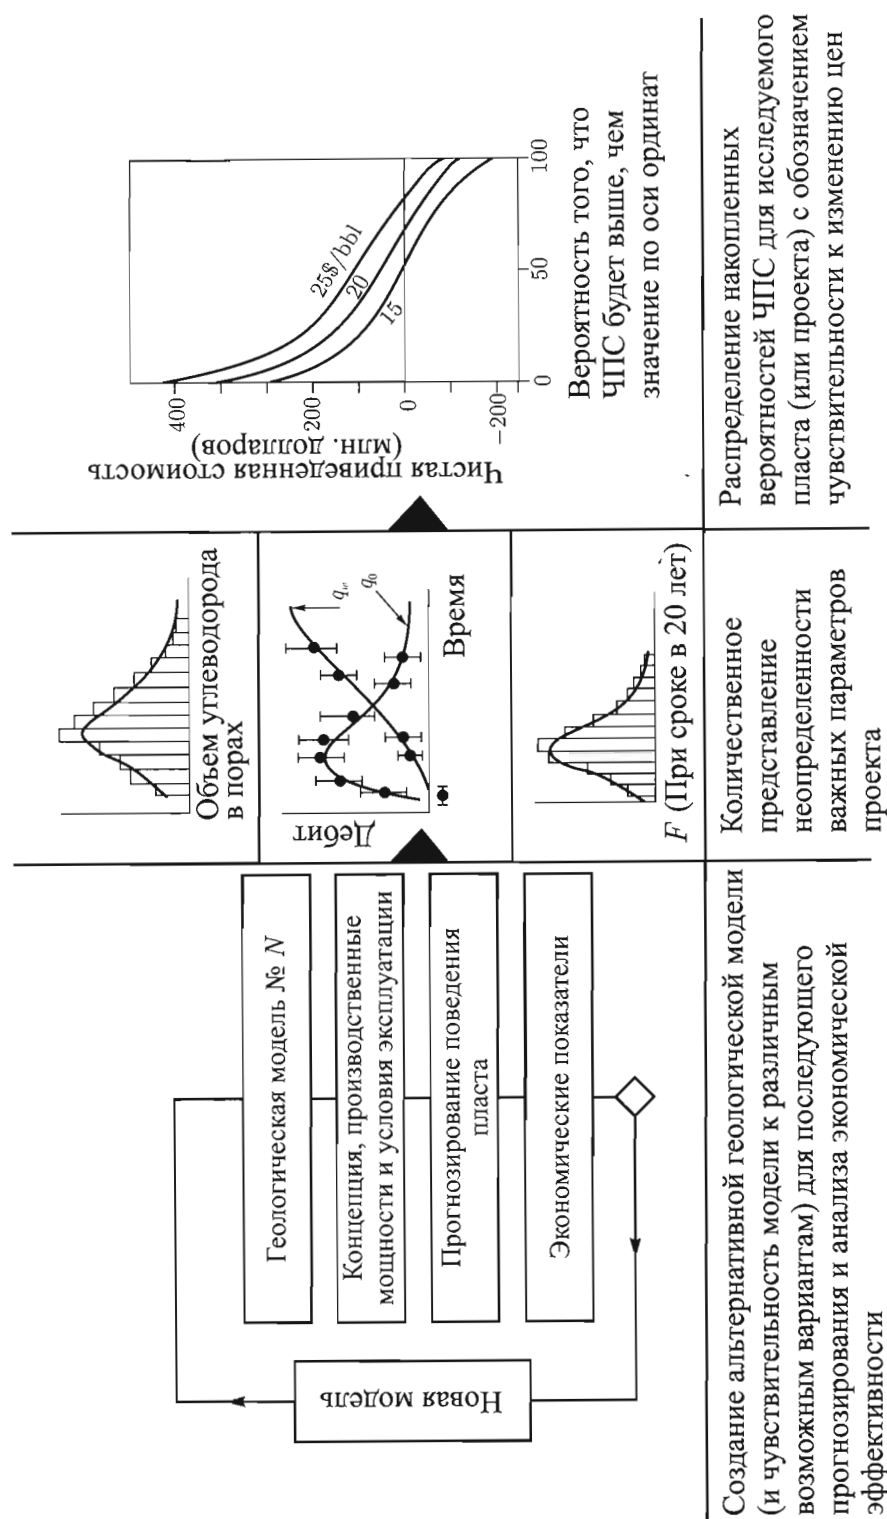 Новая модель
Геологическая модель № N
Концепция, производственные
мощности и условия эксплуатации
Прогнозирование поведения
пласта
Экономические показатели
Создание альтернативной геологической модели
(и чувствительность модели к различным
возможным вариантам) для последующего
прогнозирования и анализа экономической
эффективности
Объем углеводорода
в порах
Дебит
q_w
q_0
Время
F (При сроке в 20 лет)
Количественное
представление
неопределенности
важных параметров
проекта
Чистая приведенная стоимость
(млн. долларов)
400
200
0
−200
25$/bbl
20
15
0
50
100
Вероятность того, что
ЧПС будет выше, чем
значение по оси ординат
Распределение накопленных
вероятностей ЧПС для исследуемого
пласта (или проекта) с обозначением
чувствительности к изменению цен